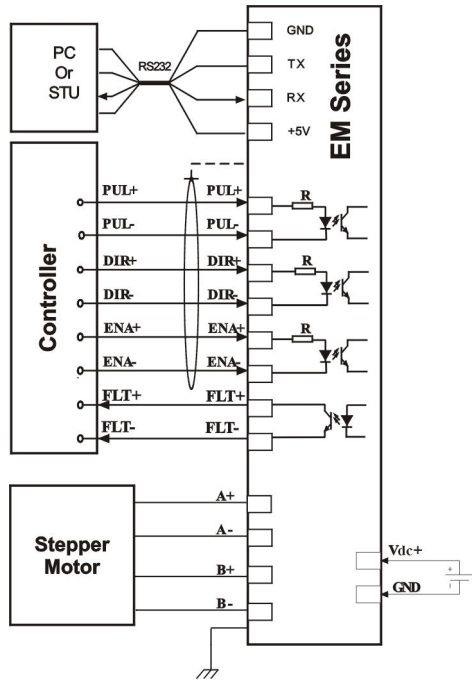 PC
Or
STU
RS232
GND
TX
RX
+5V
EM Series
Controller
PUL+ PUL+ R
PUL- PUL-
DIR+ DIR+ R
DIR- DIR-
ENA+ ENA+ R
ENA- ENA-
FLT+ FLT+
FLT- FLT-
Stepper
Motor
A+
A-
B+
B-
Vdc+
GND
+
-